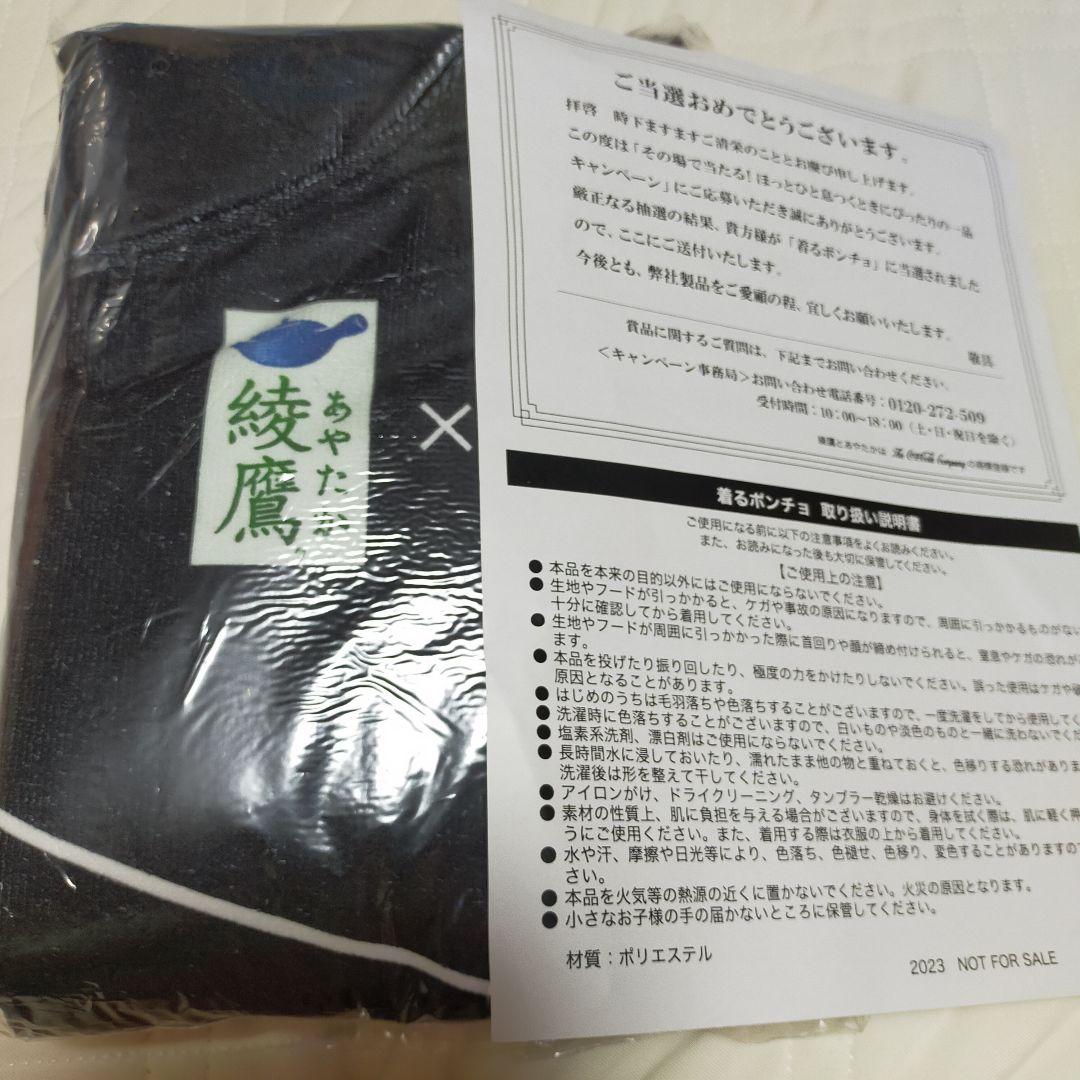 綾鷹
あやたか
×
ご当選おめでとうございます。
拝啓　時下ますますご清栄のこととお慶び申し上げます。
この度は「その場で当たる!ほっとひと息つくときにぴったりの一品
キャンペーン」にご応募いただき誠にありがとうございます。
厳正なる抽選の結果、貴方様が「着るポンチョ」に当選されました
ので、ここにご送付いたします。
今後とも、弊社製品をご愛顧の程、宜しくお願いいたします。
敬具
賞品に関するご質問は、下記までお問い合わせください。
<キャンペーン事務局>お問い合わせ電話番号:0120-272-509
受付時間:10:00~18:00（土・日・祝日を除く）
綾鷹とあやたかは The Coca-Cola Company の商標登録です
着るポンチョ 取り扱い説明書
ご使用になる前に以下の注意事項をよくお読みください。
また、お読みになった後も大切に保管してください。
【ご使用上の注意】
● 本品を本来の目的以外にはご使用にならないでください。
● 生地やフードが引っかかると、ケガや事故の原因になりますので、周囲に引っかかるものがない
十分に確認してから着用してください。
● 生地やフードが周囲に引っかかった際に首回りや顔が締め付けられると、窒息やケガの恐れが
ます。
● 本品を投げたり振り回したり、極度の力をかけたりしないでください。誤った使用はケガや
原因となることがあります。
● はじめのうちは毛羽落ちや色落ちすることがございますので、一度洗濯をしてから使用して
● 洗濯時に色落ちすることがございますので、白いものや淡色のものと一緒に洗わないで
● 塩素系洗剤、漂白剤はご使用にならないでください。
● 長時間水に浸しておいたり、濡れたまま他の物と重ねておくと、色移りする恐れがあり
洗濯後は形を整えて干してください。
● アイロンがけ、ドライクリーニング、タンブラー乾燥はお避けください。
● 素材の性質上、肌に負担を与える場合がございますので、身体を拭く際は、肌に軽く
うにご使用ください。また、着用する際は衣服の上から着用してください。
● 水や汗、摩擦や日光等により、色落ち、色褪せ、色移り、変色することがありますので
さい。
● 本品を火気等の熱源の近くに置かないでください。火災の原因となります。
● 小さなお子様の手の届かないところに保管してください。
材質:ポリエステル
2023 NOT FOR SALE